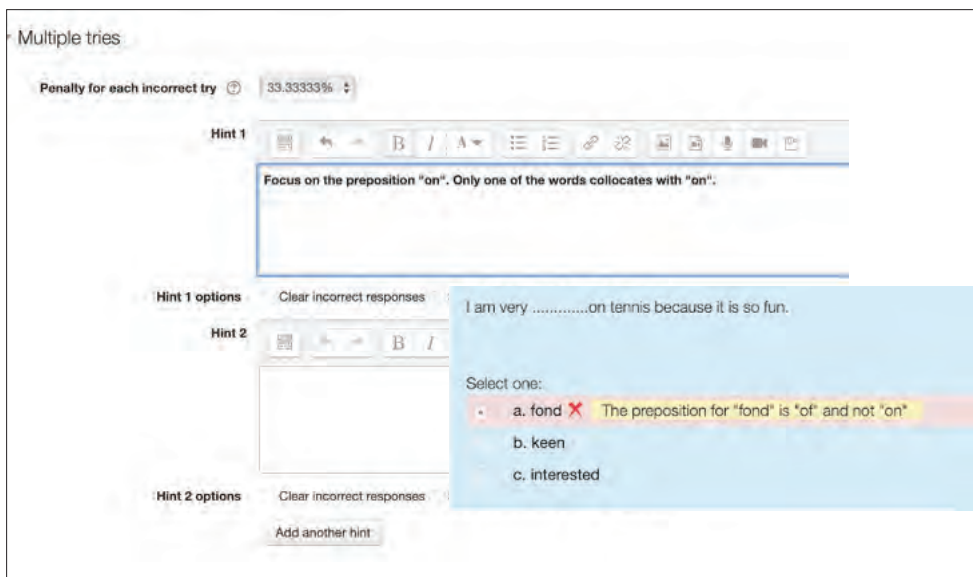 Multiple tries
Penalty for each incorrect try 33.33333%
Hint 1
B I A
Focus on the preposition "on". Only one of the words collocates with "on".
Hint 1 options Clear incorrect responses
Hint 2
B I
Hint 2 options Clear incorrect responses
Add another hint
I am very .............on tennis because it is so fun.
Select one:
a. fond The preposition for "fond" is "of" and not "on"
b. keen
c. interested